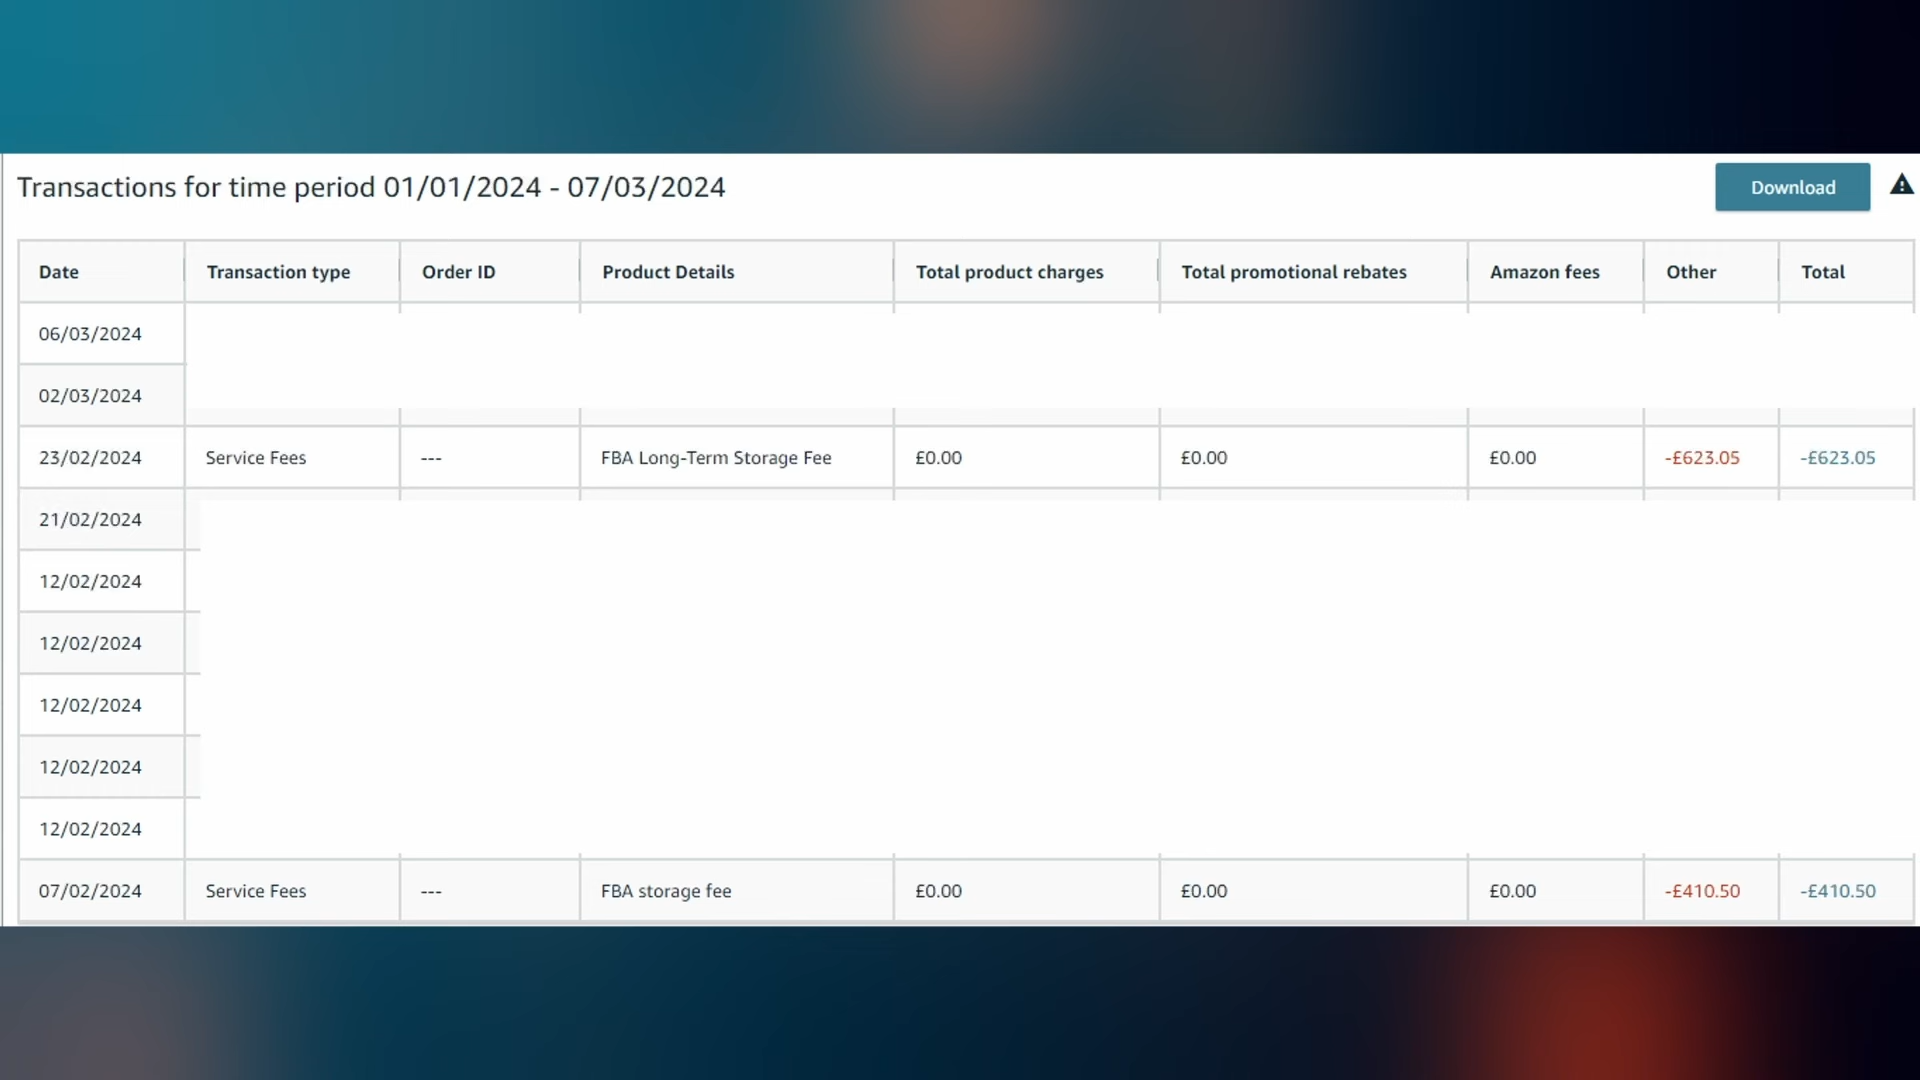 Transactions for time period 01/01/2024 - 07/03/2024
Download
Date Transaction type Order ID Product Details Total product charges Total promotional rebates Amazon fees Other Total
06/03/2024
02/03/2024
23/02/2024 Service Fees --- FBA Long-Term Storage Fee £0.00 £0.00 £0.00 -£623.05 -£623.05
21/02/2024
12/02/2024
12/02/2024
12/02/2024
12/02/2024
12/02/2024
07/02/2024 Service Fees --- FBA storage fee £0.00 £0.00 £0.00 -£410.50 -£410.50